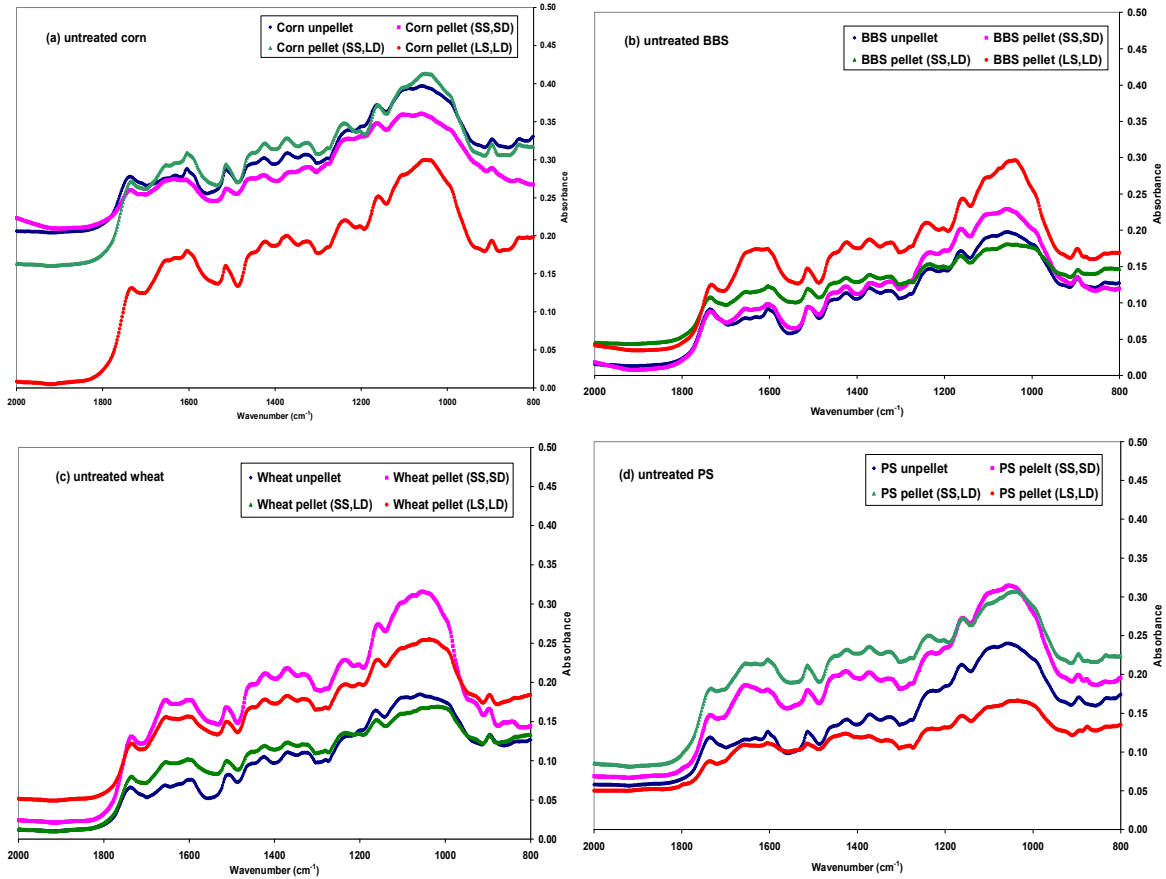 (a) untreated corn
Corn unpellet
Corn pellet (SS,SD)
Corn pellet (SS,LD)
Corn pellet (LS,LD)
0.50
0.45
0.40
0.35
0.30
0.25
0.20
0.15
0.10
0.05
0.00
Absorbance
2000 1800 1600 1400 1200 1000 800
Wavenumber (cm-1)
(b) untreated BBS
BBS unpellet
BBS pellet (SS,SD)
BBS pellet (SS,LD)
BBS pellet (LS,LD)
0.50
0.45
0.40
0.35
0.30
0.25
0.20
0.15
0.10
0.05
0.00
Absorbance
2000 1800 1600 1400 1200 1000 800
Wavenumber (cm-1)
(c) untreated wheat
Wheat unpellet
Wheat pellet (SS,SD)
Wheat pellet (SS,LD)
Wheat pellet (LS,LD)
0.50
0.45
0.40
0.35
0.30
0.25
0.20
0.15
0.10
0.05
0.00
Absorbance
2000 1800 1600 1400 1200 1000 800
Wavenumber (cm-1)
(d) untreated PS
PS unpellet
PS pelelt (SS,SD)
PS pellet (SS,LD)
PS pellet (LS,LD)
0.50
0.45
0.40
0.35
0.30
0.25
0.20
0.15
0.10
0.05
0.00
Absorbance
2000 1800 1600 1400 1200 1000 800
Wavenumber (cm-1)